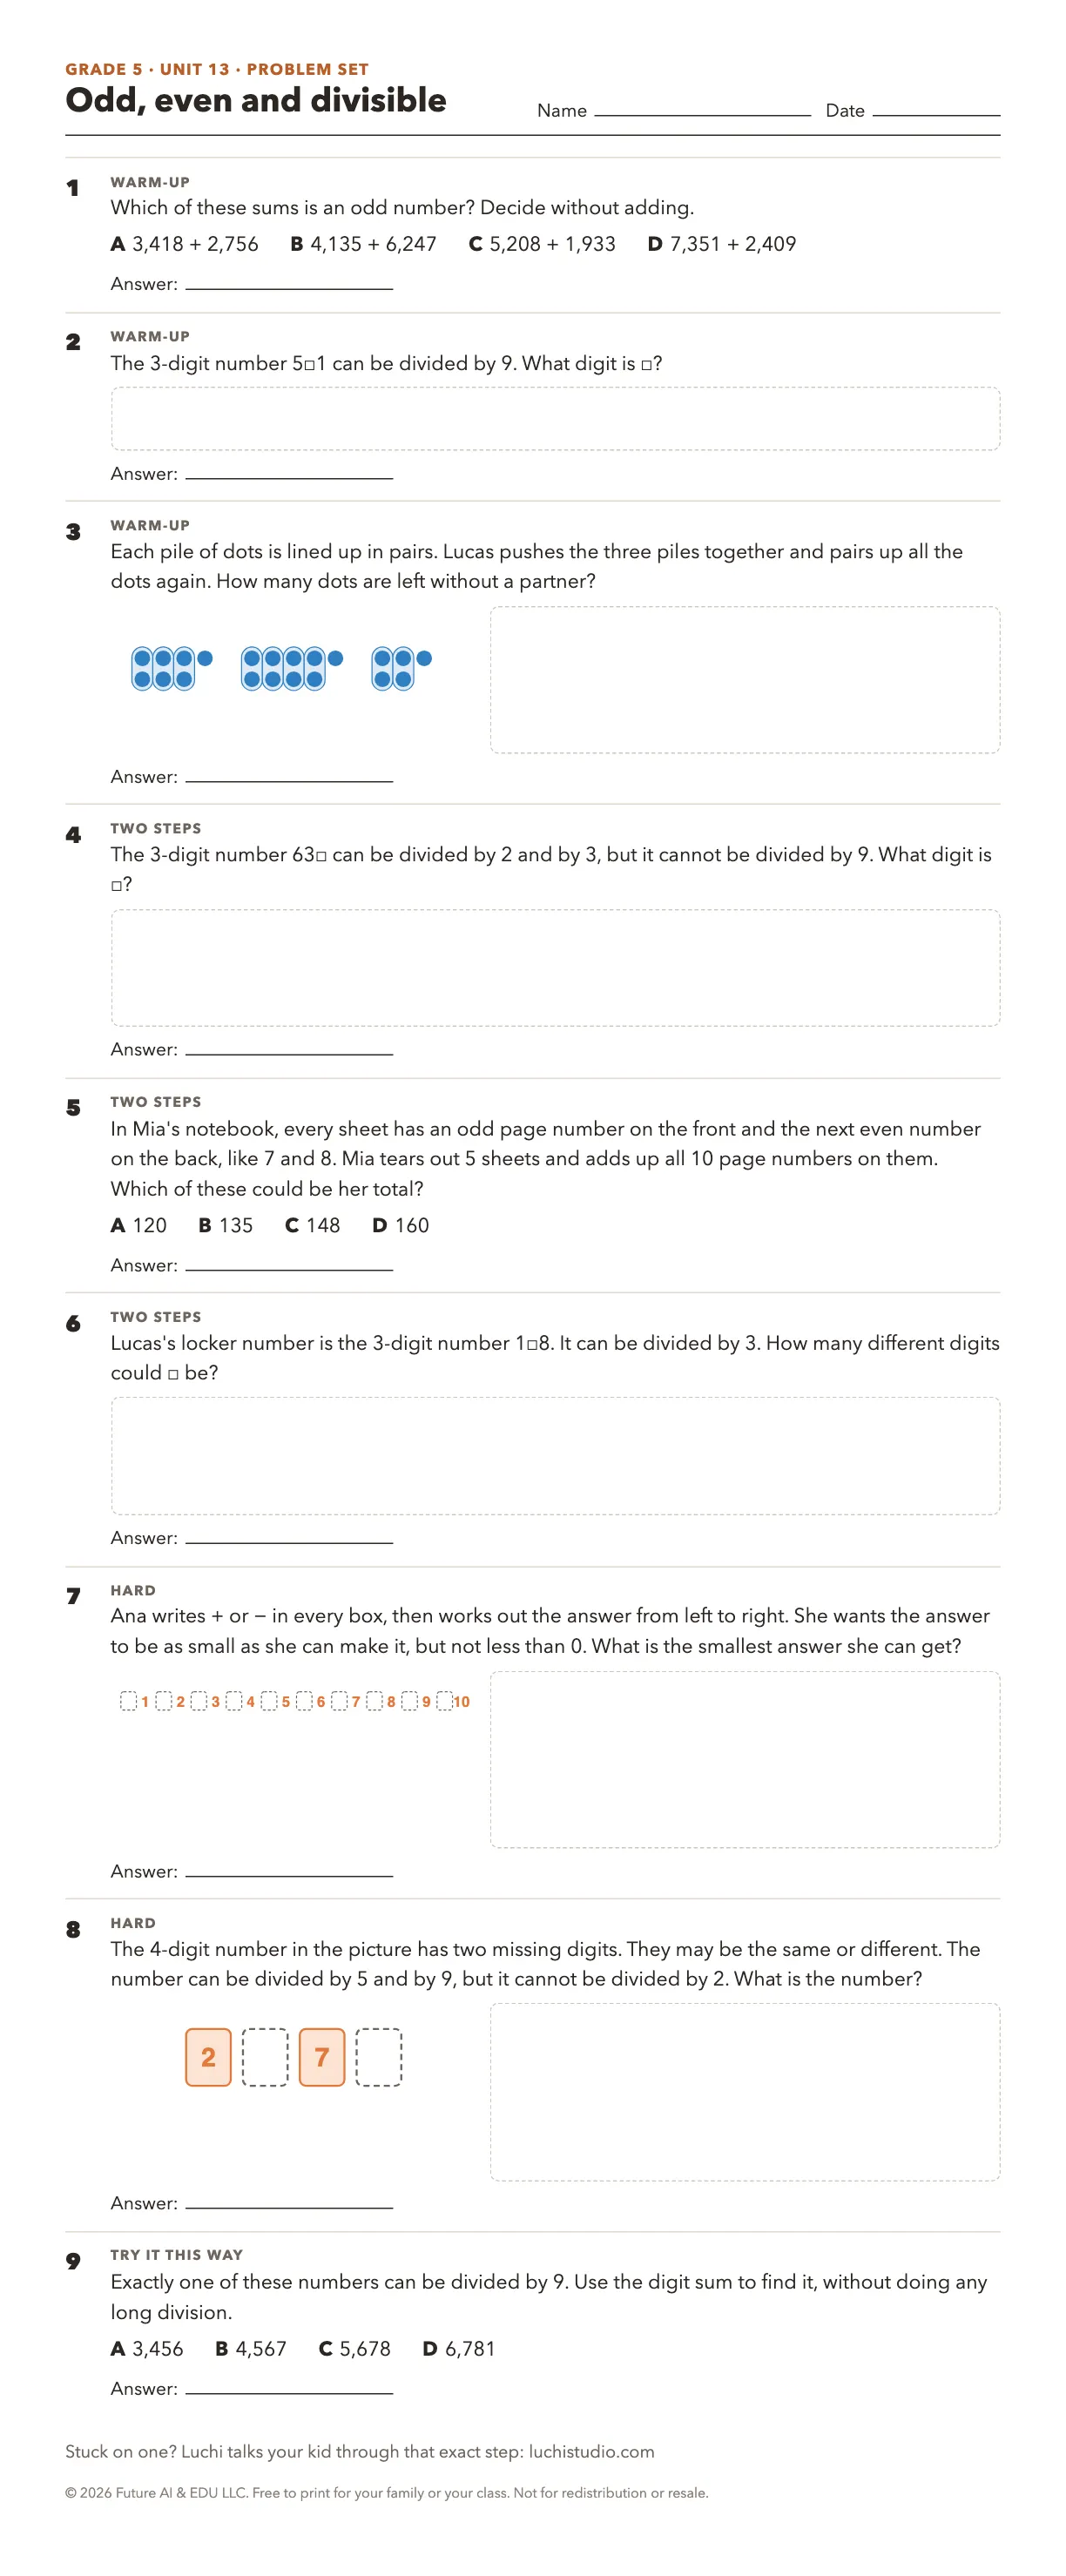 GRADE 5 · UNIT 13 · PROBLEM SET
Odd, even and divisible
Name
Date
1
WARM-UP
Which of these sums is an odd number? Decide without adding.
A 3,418 + 2,756 B 4,135 + 6,247 C 5,208 + 1,933 D 7,351 + 2,409
Answer:
2
WARM-UP
The 3-digit number 5□1 can be divided by 9. What digit is □?
Answer:
3
WARM-UP
Each pile of dots is lined up in pairs. Lucas pushes the three piles together and pairs up all the
dots again. How many dots are left without a partner?
Answer:
4
TWO STEPS
The 3-digit number 63□ can be divided by 2 and by 3, but it cannot be divided by 9. What digit is
□?
Answer:
5
TWO STEPS
In Mia's notebook, every sheet has an odd page number on the front and the next even number
on the back, like 7 and 8. Mia tears out 5 sheets and adds up all 10 page numbers on them.
Which of these could be her total?
A 120 B 135 C 148 D 160
Answer:
6
TWO STEPS
Lucas's locker number is the 3-digit number 1□8. It can be divided by 3. How many different digits
could □ be?
Answer:
7
HARD
Ana writes + or − in every box, then works out the answer from left to right. She wants the answer
to be as small as she can make it, but not less than 0. What is the smallest answer she can get?
1 2 3 4 5 6 7 8 9 10
Answer:
8
HARD
The 4-digit number in the picture has two missing digits. They may be the same or different. The
number can be divided by 5 and by 9, but it cannot be divided by 2. What is the number?
2 7
Answer:
9
TRY IT THIS WAY
Exactly one of these numbers can be divided by 9. Use the digit sum to find it, without doing any
long division.
A 3,456 B 4,567 C 5,678 D 6,781
Answer:
Stuck on one? Luchi talks your kid through that exact step: luchistudio.com
© 2026 Future AI & EDU LLC. Free to print for your family or your class. Not for redistribution or resale.